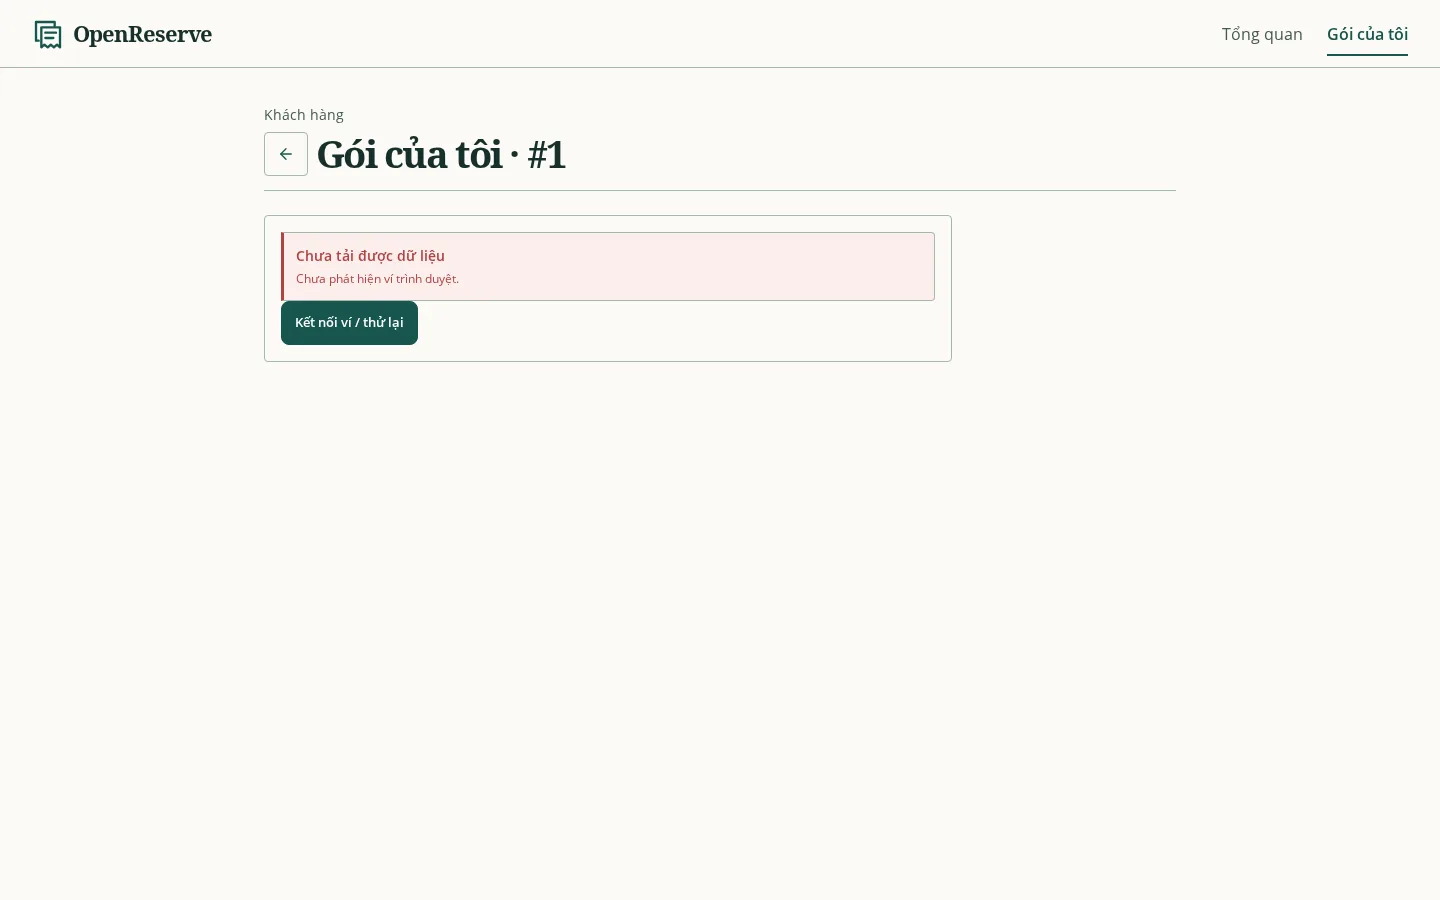 OpenReserve
Tổng quan
Gói của tôi
Khách hàng
Gói của tôi · #1
Chưa tải được dữ liệu
Chưa phát hiện ví trình duyệt.
Kết nối ví / thử lại